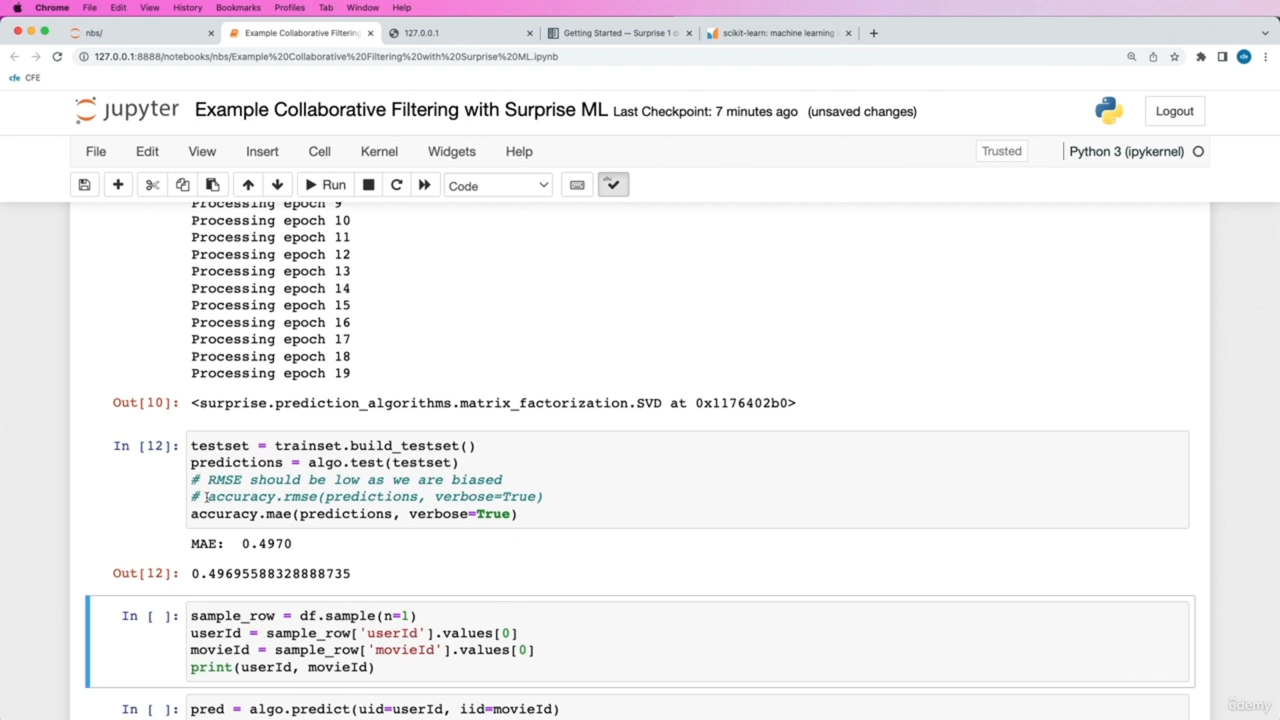 Chrome File Edit View History Bookmarks Profiles Tab Window Help
nbs/ Example Collaborative Filtering 127.0.0.1 Getting Started — Surprise 1 d scikit-learn: machine learning
127.0.0.1:8888/notebooks/nbs/Example%20Collaborative%20Filtering%20with%20Surprise%20ML.ipynb
cfe CFE
jupyter Example Collaborative Filtering with Surprise ML Last Checkpoint: 7 minutes ago (unsaved changes) Logout
File Edit View Insert Cell Kernel Widgets Help Trusted Python 3 (ipykernel)
Run Code
Processing epoch 9
Processing epoch 10
Processing epoch 11
Processing epoch 12
Processing epoch 13
Processing epoch 14
Processing epoch 15
Processing epoch 16
Processing epoch 17
Processing epoch 18
Processing epoch 19
Out[10]: <surprise.prediction_algorithms.matrix_factorization.SVD at 0x1176402b0>
In [12]: testset = trainset.build_testset()
predictions = algo.test(testset)
# RMSE should be low as we are biased
# accuracy.rmse(predictions, verbose=True)
accuracy.mae(predictions, verbose=True)
MAE: 0.4970
Out[12]: 0.49695588328888735
In [ ]: sample_row = df.sample(n=1)
userId = sample_row['userId'].values[0]
movieId = sample_row['movieId'].values[0]
print(userId, movieId)
In [ ]: pred = algo.predict(uid=userId, iid=movieId)
ûdemy